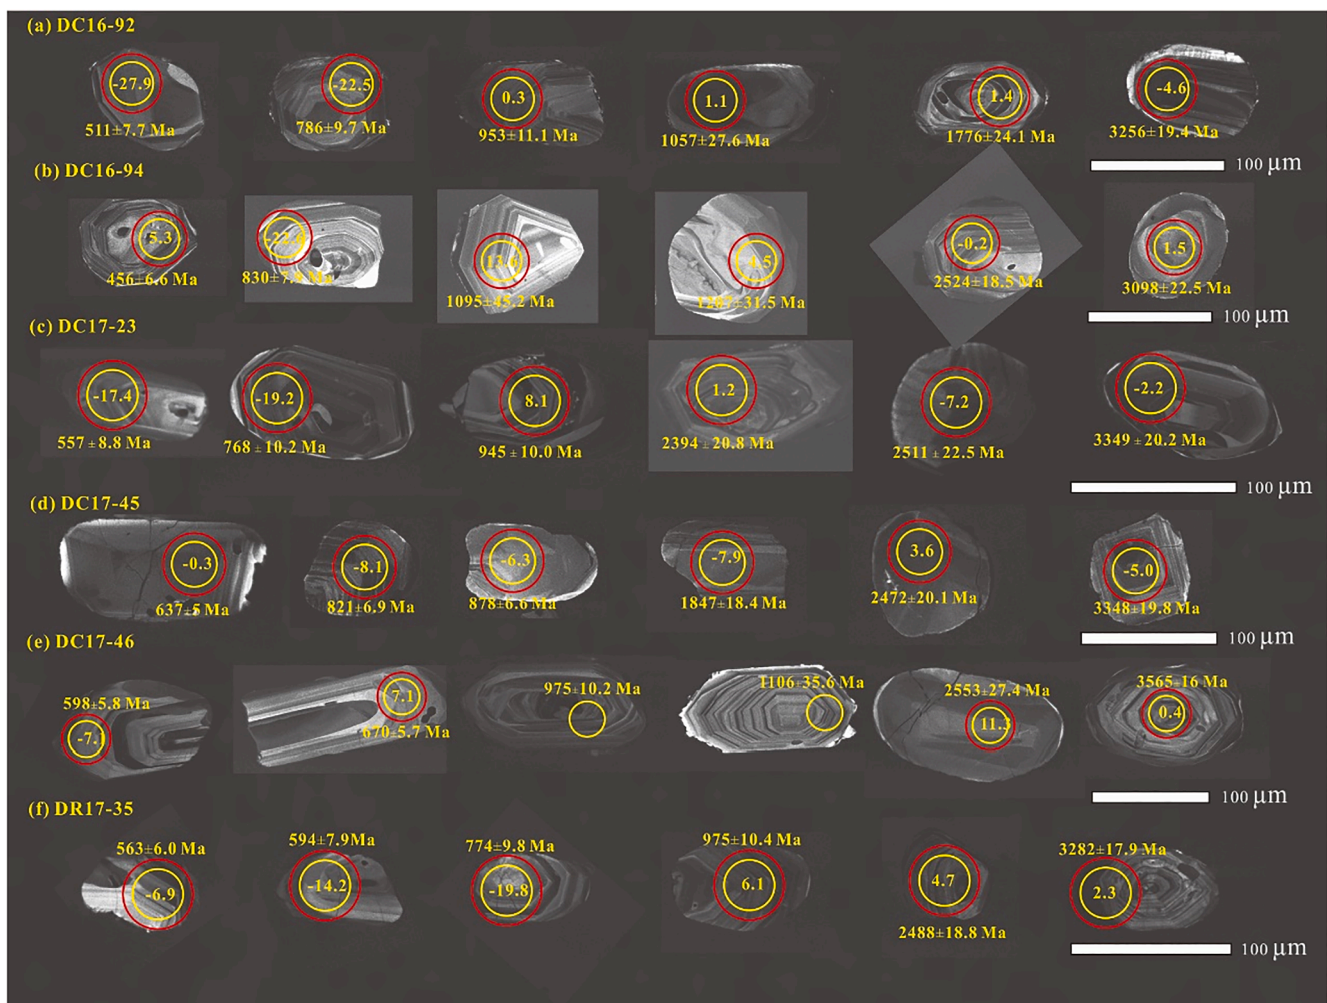 (a) DC16-92
-27.9 -22.5 0.3 1.1 1.4 -4.6
511±7.7 Ma 786±9.7 Ma 953±11.1 Ma 1057±27.6 Ma 1776±24.1 Ma 3256±19.4 Ma
100 μm
(b) DC16-94
5.3 13.6 4.5 -0.2 1.5
456±6.6 Ma 1095±45.2 Ma 2524±18.5 Ma 3098±22.5 Ma
100 μm
(c) DC17-23
-17.4 -19.2 8.1 1.2 -7.2 -2.2
557±8.8 Ma 768±10.2 Ma 945±10.0 Ma 2394±20.8 Ma 2511±22.5 Ma 3349±20.2 Ma
100 μm
(d) DC17-45
-0.3 -8.1 -6.3 -7.9 3.6 -5.0
637±5 Ma 821±6.9 Ma 878±6.6 Ma 1847±18.4 Ma 2472±20.1 Ma 3348±19.8 Ma
100 μm
(e) DC17-46
598±5.8 Ma 975±10.2 Ma 1106±35.6 Ma 2553±27.4 Ma 3565±16 Ma
7.1 11.3 0.4
670±5.7 Ma
100 μm
(f) DR17-35
563±6.0 Ma 594±7.9Ma 774±9.8 Ma 975±10.4 Ma 3282±17.9 Ma
-6.9 -14.2 -19.8 6.1 4.7 2.3
2488±18.8 Ma
100 μm